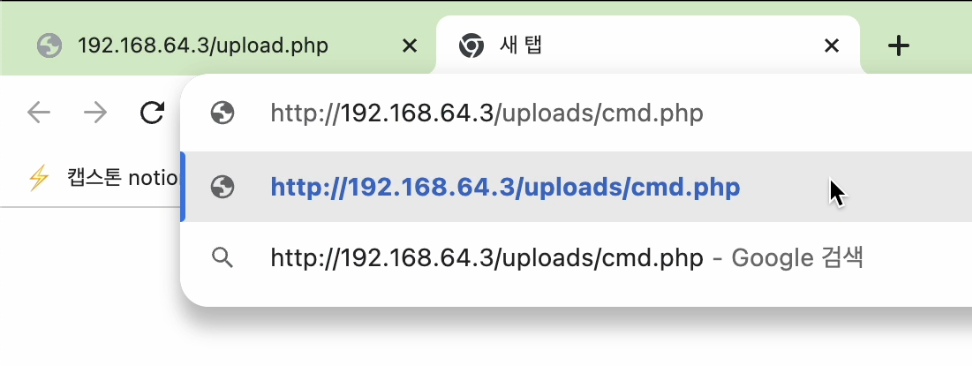 192.168.64.3/upload.php
새 탭
http://192.168.64.3/uploads/cmd.php
캡스톤 notio
http://192.168.64.3/uploads/cmd.php
http://192.168.64.3/uploads/cmd.php - Google 검색